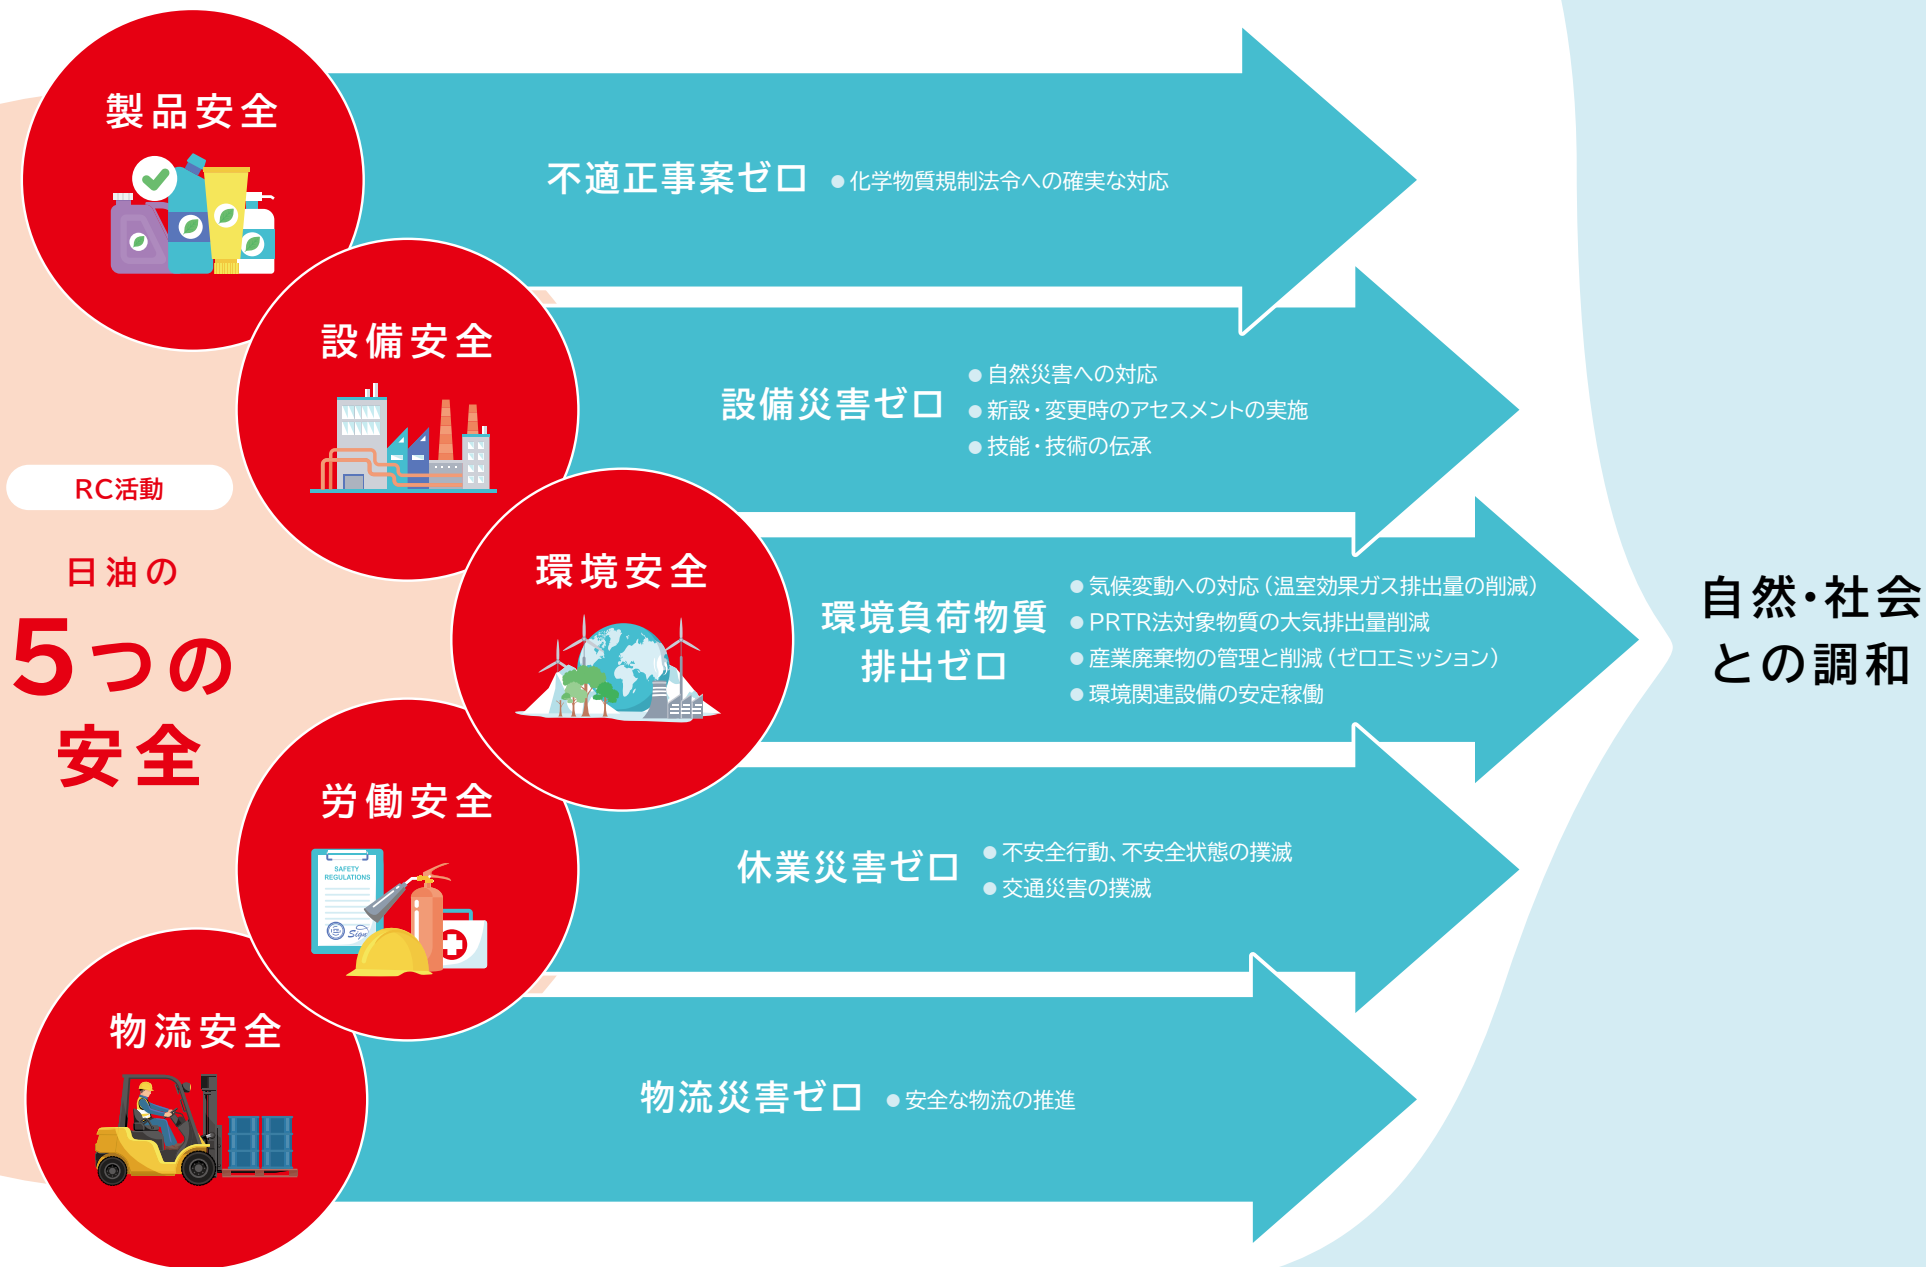 RC活動
日油の
5つの
安全
製品安全
不適正事案ゼロ
●化学物質規制法令への確実な対応
設備安全
設備災害ゼロ
●自然災害への対応
●新設・変更時のアセスメントの実施
●技能・技術の伝承
環境安全
環境負荷物質
排出ゼロ
●気候変動への対応（温室効果ガス排出量の削減）
●PRTR法対象物質の大気排出量削減
●産業廃棄物の管理と削減（ゼロエミッション）
●環境関連設備の安定稼働
労働安全
SAFETY
REGULATIONS
Sign
休業災害ゼロ
●不安全行動、不安全状態の撲滅
●交通災害の撲滅
物流安全
物流災害ゼロ
●安全な物流の推進
自然・社会
との調和